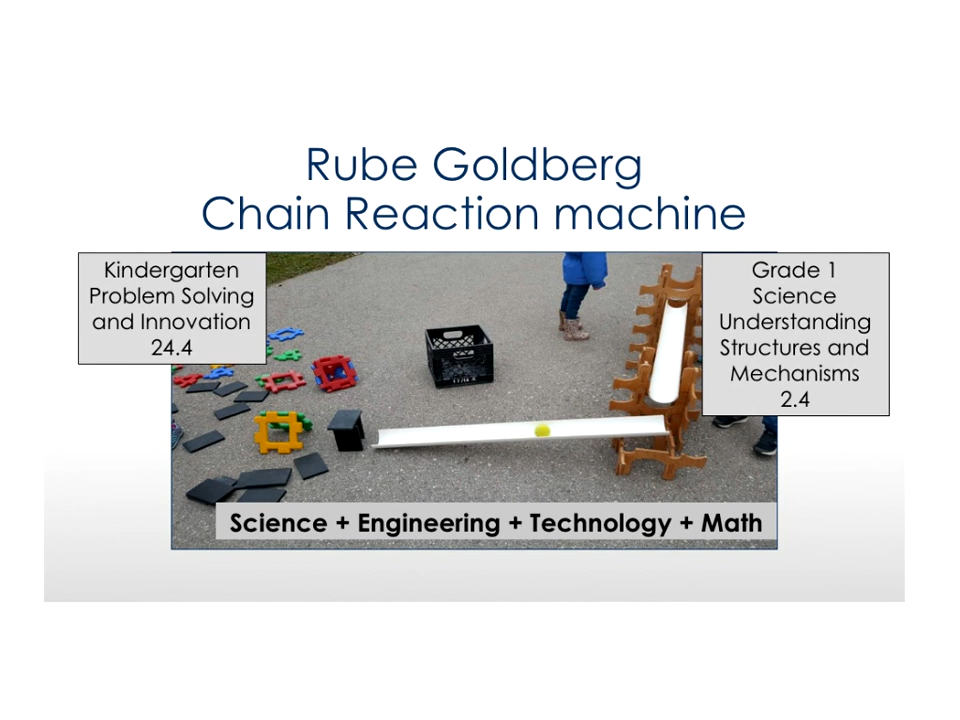 Rube Goldberg
Chain Reaction machine
Kindergarten
Problem Solving
and Innovation
24.4
Grade 1
Science
Understanding
Structures and
Mechanisms
2.4
Science + Engineering + Technology + Math